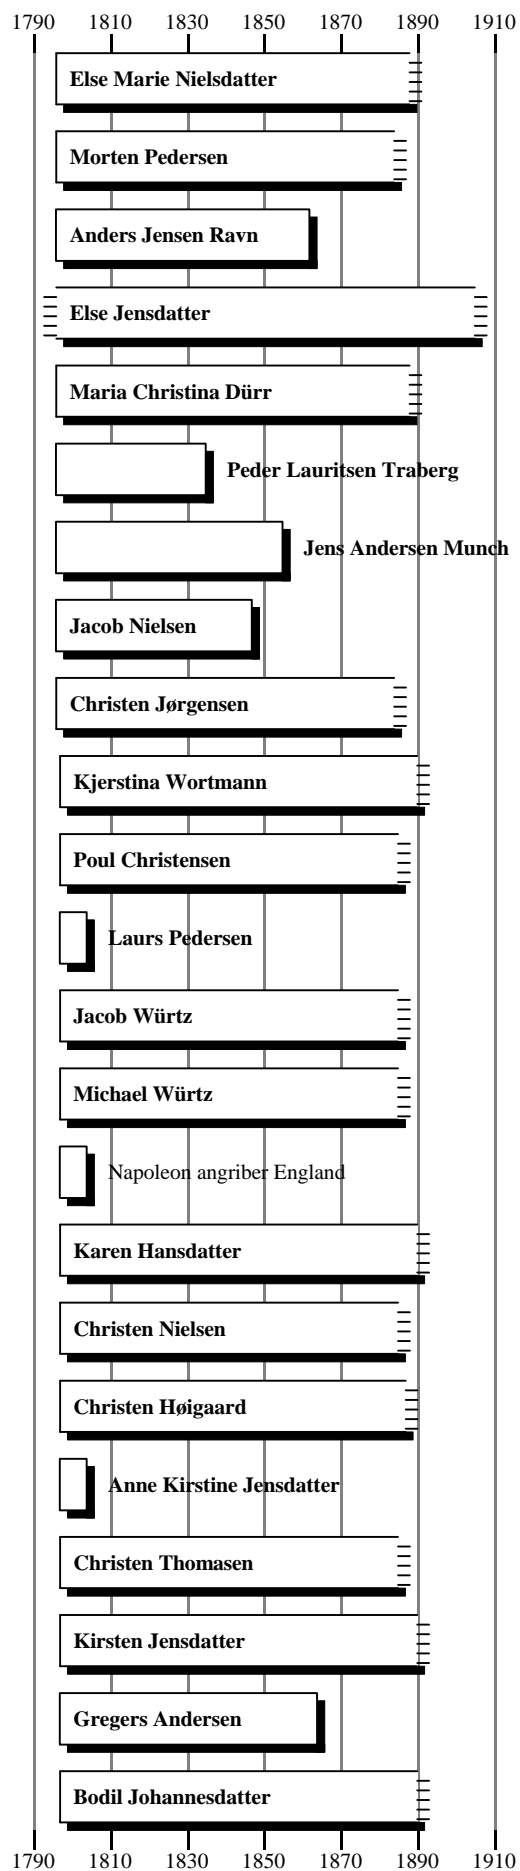 1790 1810 1830 1850 1870 1890 1910
Else Marie Nielsdatter
Morten Pedersen
Anders Jensen Ravn
Else Jensdatter
Maria Christina Dürr
Peder Lauritsen Traberg
Jens Andersen Munch
Jacob Nielsen
Christen Jørgensen
Kjerstina Wortmann
Poul Christensen
Laurs Pedersen
Jacob Würtz
Michael Würtz
Napoleon angriber England
Karen Hansdatter
Christen Nielsen
Christen Høigaard
Anne Kirstine Jensdatter
Christen Thomasen
Kirsten Jensdatter
Gregers Andersen
Bodil Johannesdatter
1790 1810 1830 1850 1870 1890 1910